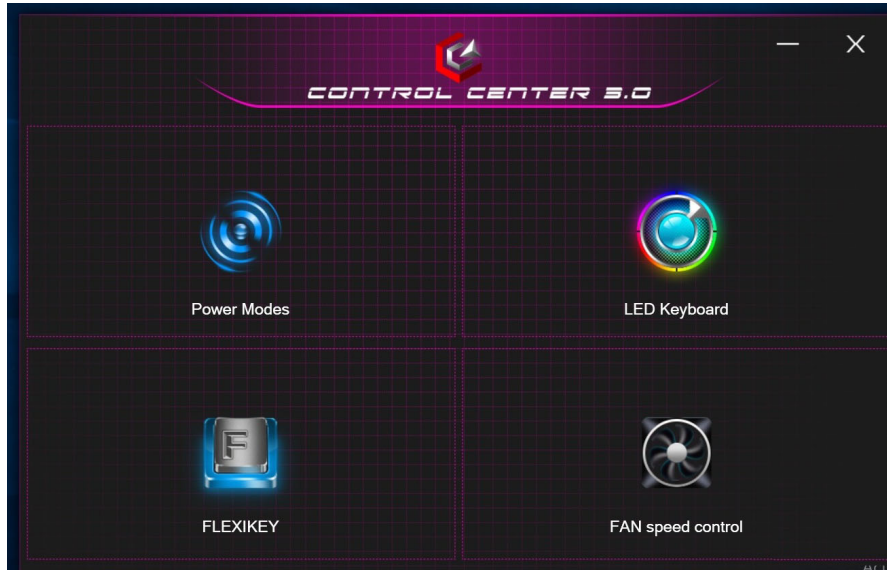 CONTROL CENTER 3.0
Power Modes
LED Keyboard
F
FLEXIKEY
FAN speed control